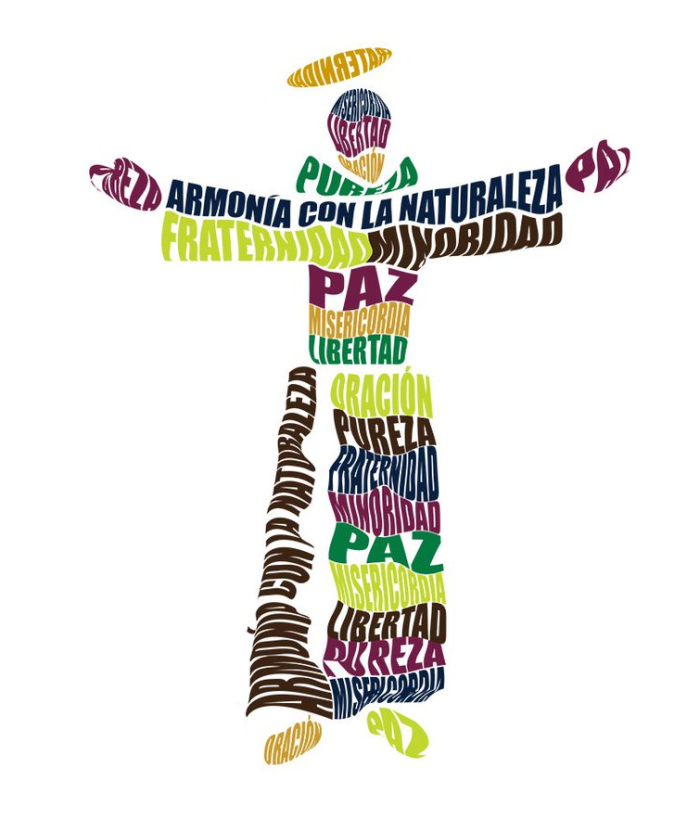 FRATERNIDAD
MISERICORDIA
LIBERTAD
ORACIÓN
PUREZA
PUREZA
ARMONÍA CON LA NATURALEZA
PAZ
FRATERNIDAD MINORIDAD
PAZ
MISERICORDIA
LIBERTAD
ARMONÍA CON LA NATURALEZA
ORACIÓN
PUREZA
FRATERNIDAD
MINORIDAD
PAZ
MISERICORDIA
LIBERTAD
PUREZA
MISERICORDIA
ORACIÓN
PAZ